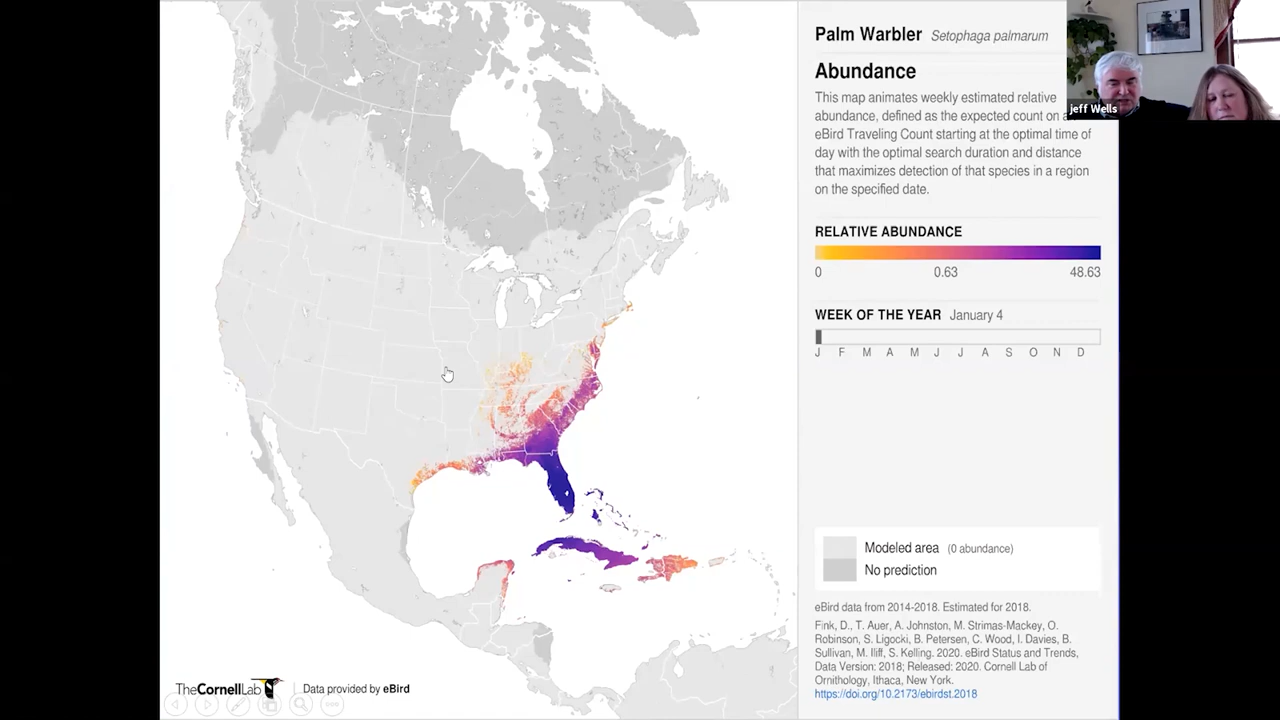 Palm Warbler Setophaga palmarum
Abundance
This map animates weekly estimated relative
abundance, defined as the expected count on
eBird Traveling Count starting at the optimal time of
day with the optimal search duration and distance
that maximizes detection of that species in a region
on the specified date.
jeff Wells
RELATIVE ABUNDANCE
0 0.63 48.63
WEEK OF THE YEAR January 4
J F M A M J J A S O N D
Modeled area (0 abundance)
No prediction
eBird data from 2014-2018. Estimated for 2018.
Fink, D., T. Auer, A. Johnston, M. Strimas-Mackey, O.
Robinson, S. Ligocki, B. Petersen, C. Wood, I. Davies, B.
Sullivan, M. Iliff, S. Kelling. 2020. eBird Status and Trends,
Data Version: 2018; Released: 2020. Cornell Lab of
Ornithology, Ithaca, New York.
https://doi.org/10.2173/ebirdst.2018
TheCornellLab Data provided by eBird